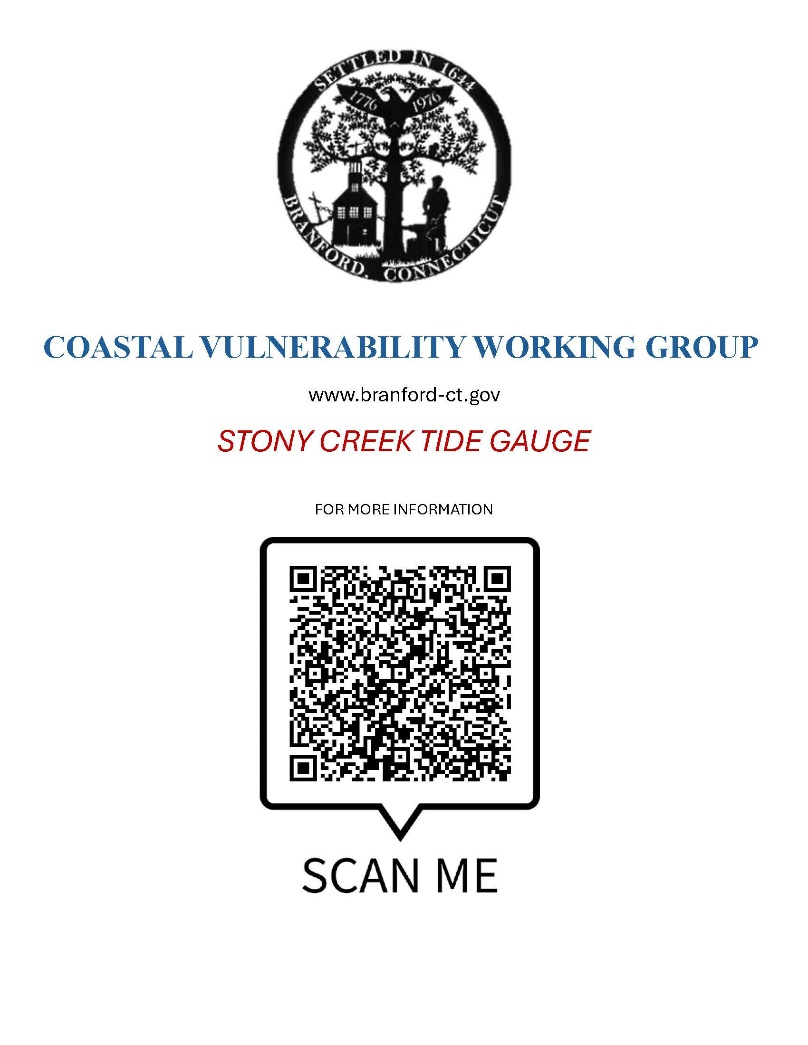 SETTLED IN 1644
1776 1976
BRANFORD, CONNECTICUT
COASTAL VULNERABILITY WORKING GROUP
www.branford-ct.gov
STONY CREEK TIDE GAUGE
FOR MORE INFORMATION
SCAN ME